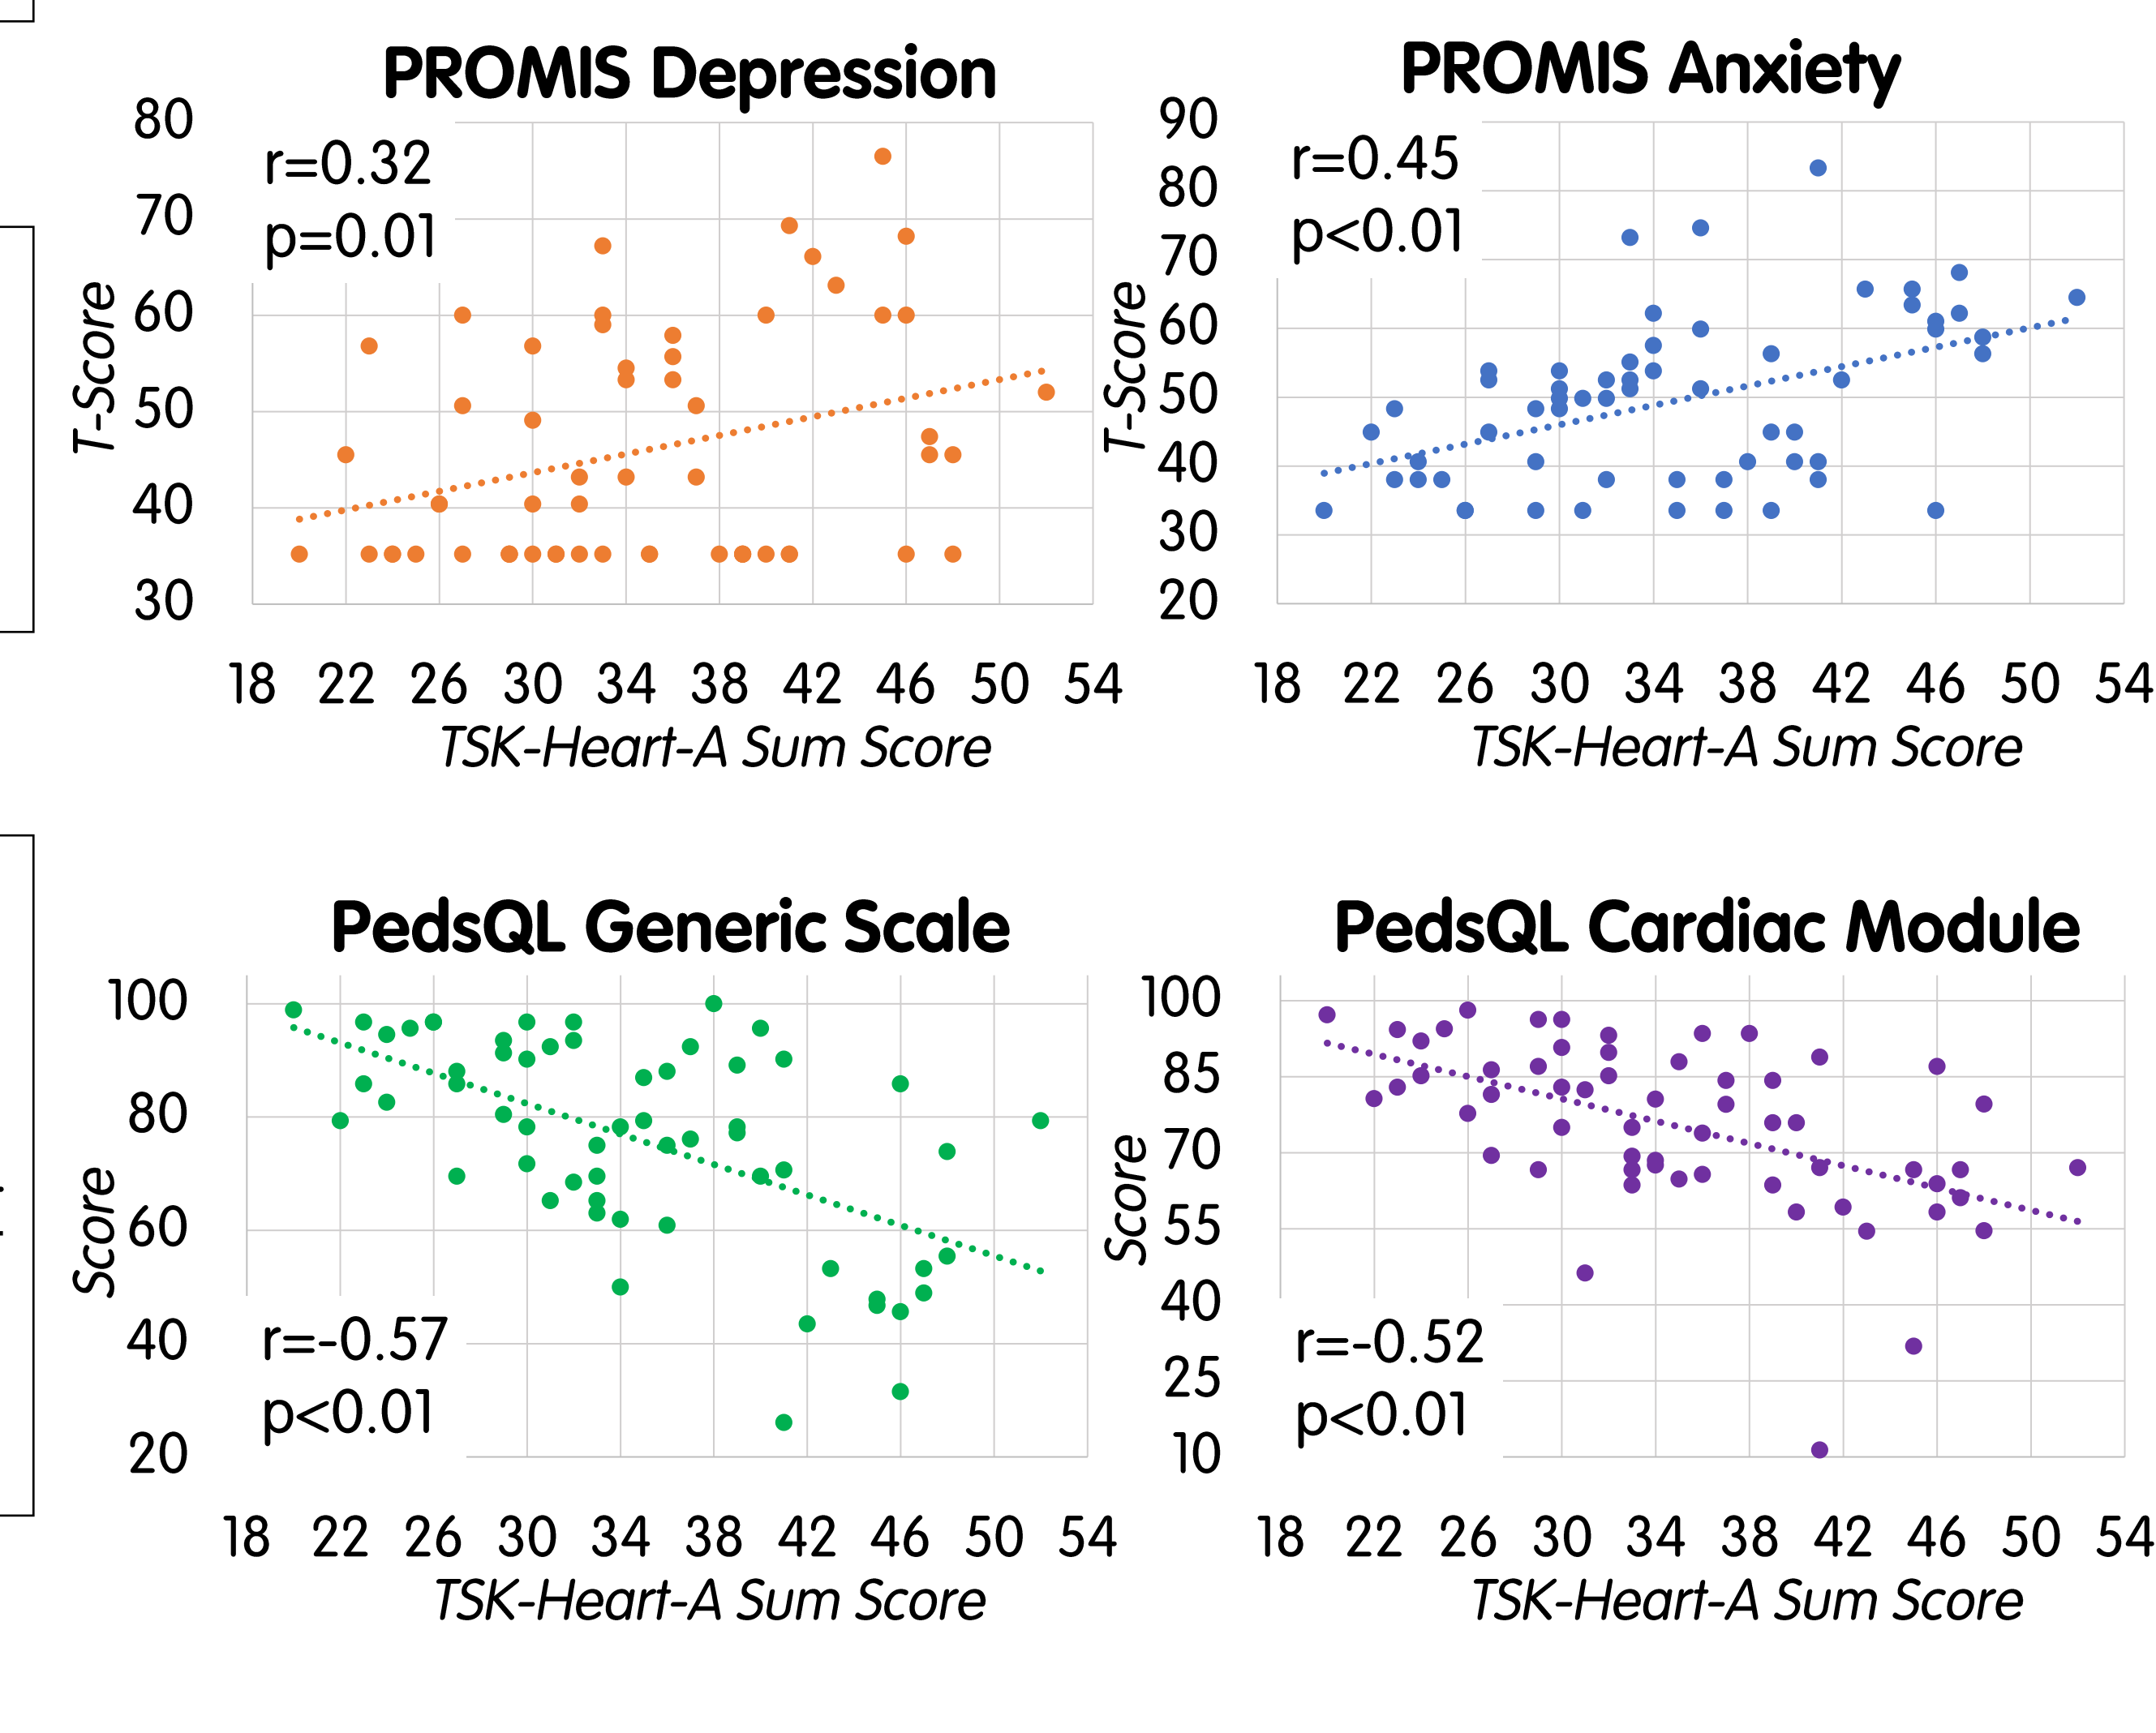 PROMIS Depression
80
70
60
50
40
30
T-Score
r=0.32
p=0.01
18 22 26 30 34 38 42 46 50 54
TSK-Heart-A Sum Score
PROMIS Anxiety
90
80
70
60
50
40
30
20
T-Score
r=0.45
p<0.01
18 22 26 30 34 38 42 46 50 54
TSK-Heart-A Sum Score
PedsQL Generic Scale
100
80
60
40
20
Score
r=-0.57
p<0.01
18 22 26 30 34 38 42 46 50 54
TSK-Heart-A Sum Score
PedsQL Cardiac Module
100
85
70
55
40
25
10
Score
r=-0.52
p<0.01
18 22 26 30 34 38 42 46 50 54
TSK-Heart-A Sum Score